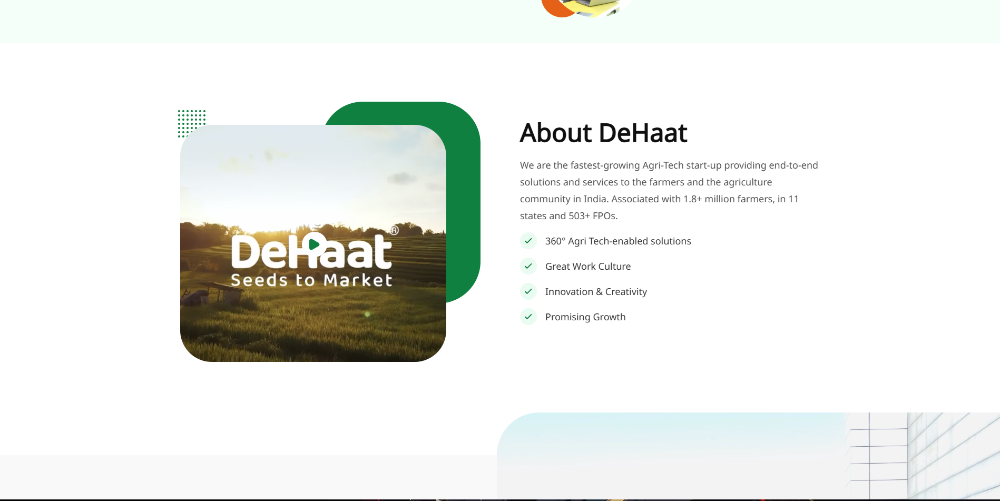 DeHaat®
Seeds to Market
About DeHaat
We are the fastest-growing Agri-Tech start-up providing end-to-end
solutions and services to the farmers and the agriculture
community in India. Associated with 1.8+ million farmers, in 11
states and 503+ FPOs.
360° Agri Tech-enabled solutions
Great Work Culture
Innovation & Creativity
Promising Growth